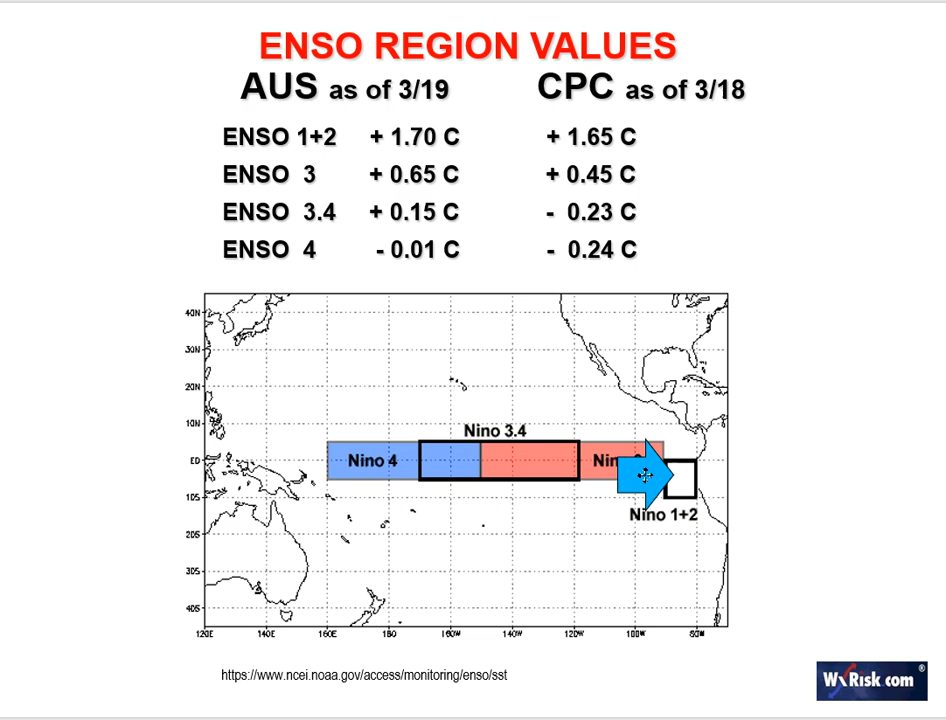 ENSO REGION VALUES
AUS as of 3/19 CPC as of 3/18
ENSO 1+2 + 1.70 C + 1.65 C
ENSO 3 + 0.65 C + 0.45 C
ENSO 3.4 + 0.15 C - 0.23 C
ENSO 4 - 0.01 C - 0.24 C
40N
30N
20N
10N
EQ
10S
20S
30S
40S
Nino 3.4
Nino 4
Nino 1+2
120E 140E 160E 180 160W 140W 120W 100W 80W
https://www.ncei.noaa.gov/access/monitoring/enso/sst
WxRisk com®